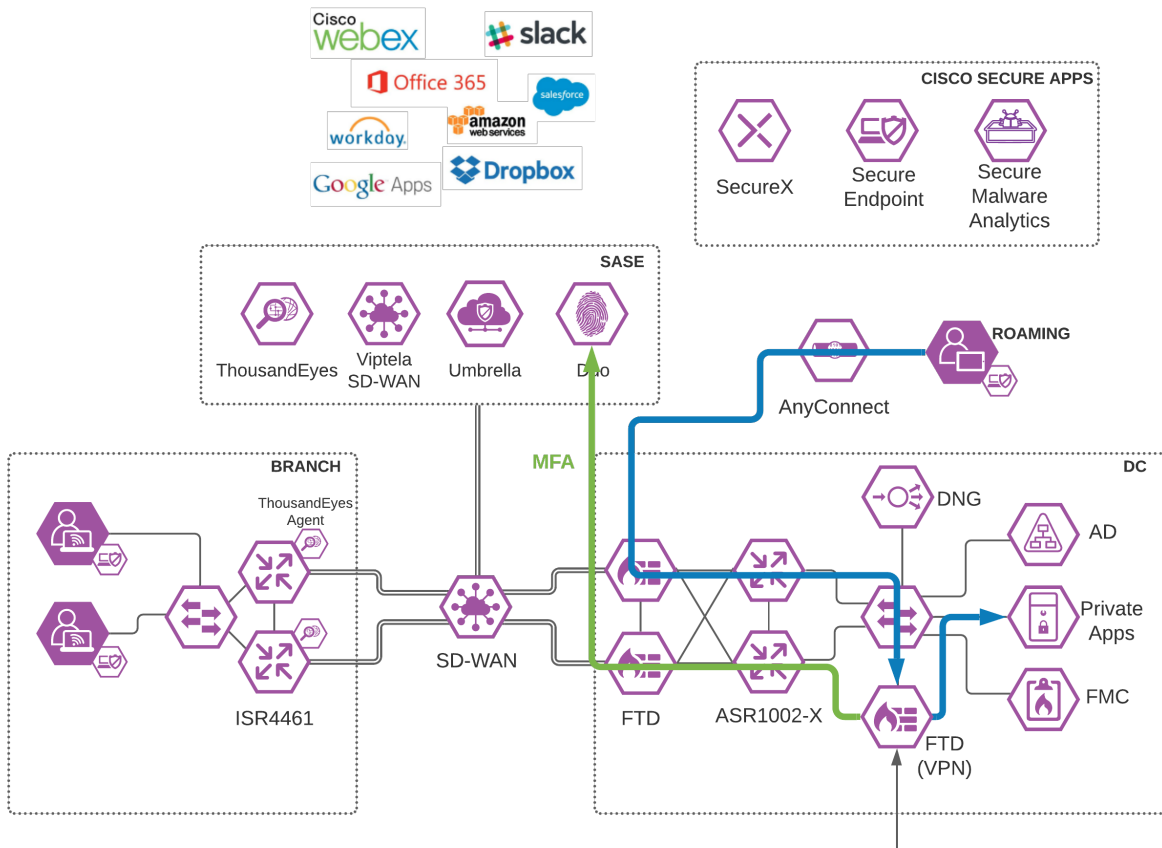 Cisco
webex
slack
Office 365
salesforce
workday.
amazon
web services
Google Apps
Dropbox
CISCO SECURE APPS
SecureX
Secure
Endpoint
Secure
Malware
Analytics
SASE
ThousandEyes
Viptela
SD-WAN
Umbrella
Duo
ROAMING
AnyConnect
MFA
BRANCH
ThousandEyes
Agent
ISR4461
SD-WAN
DC
DNG
AD
Private
Apps
FMC
FTD
ASR1002-X
FTD
(VPN)